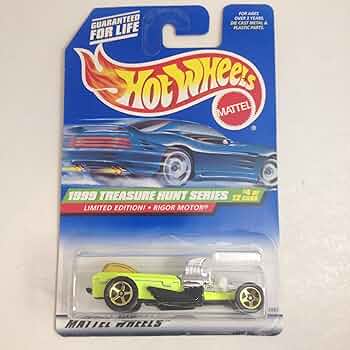 GUARANTEED
FOR LIFE
FOR AGES
OVER 3 YEARS.
DIE CAST METAL &
PLASTIC PARTS.
HOT WHEELS
MATTEL
1999 TREASURE HUNT SERIES
#4 OF
12 CARS
LIMITED EDITION! • RIGOR MOTOR®
MATTEL WHEELS